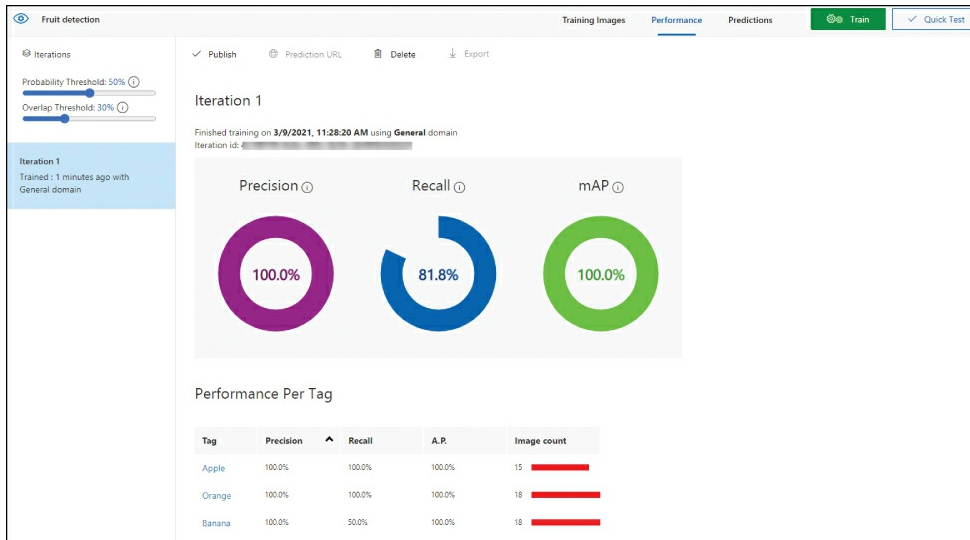 Fruit detection
Training Images Performance Predictions Train Quick Test
Iterations
Publish Prediction URL Delete Export
Probability Threshold: 50%
Overlap Threshold: 30%
Iteration 1
Finished training on 3/9/2021, 11:28:20 AM using General domain
Iteration id:
Iteration 1
Trained : 1 minutes ago with
General domain
Precision Recall mAP
100.0% 81.8% 100.0%
Performance Per Tag
Tag Precision Recall A.P. Image count
Apple 100.0% 100.0% 100.0% 15
Orange 100.0% 100.0% 100.0% 18
Banana 100.0% 50.0% 100.0% 18